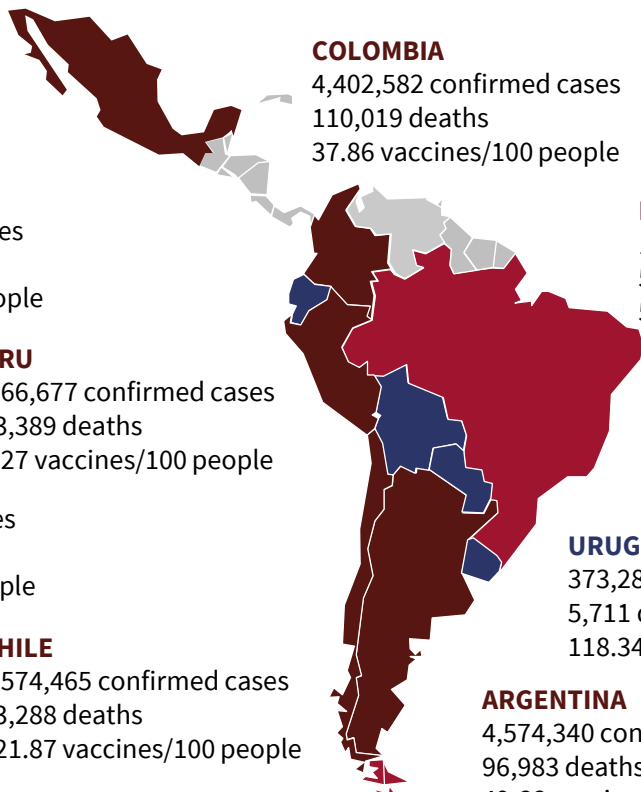 COLOMBIA
4,402,582 confirmed cases
110,019 deaths
37.86 vaccines/100 people
es
ople
RU
66,677 confirmed cases
3,389 deaths
27 vaccines/100 people
es
ple
HILE
574,465 confirmed cases
3,288 deaths
21.87 vaccines/100 people
URUG
373,28
5,711
118.34
ARGENTINA
4,574,340 con
96,983 deaths